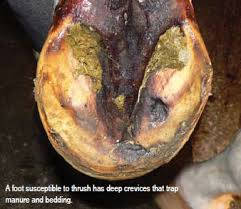 A foot susceptible to thrush has deep crevices that trap
manure and bedding.